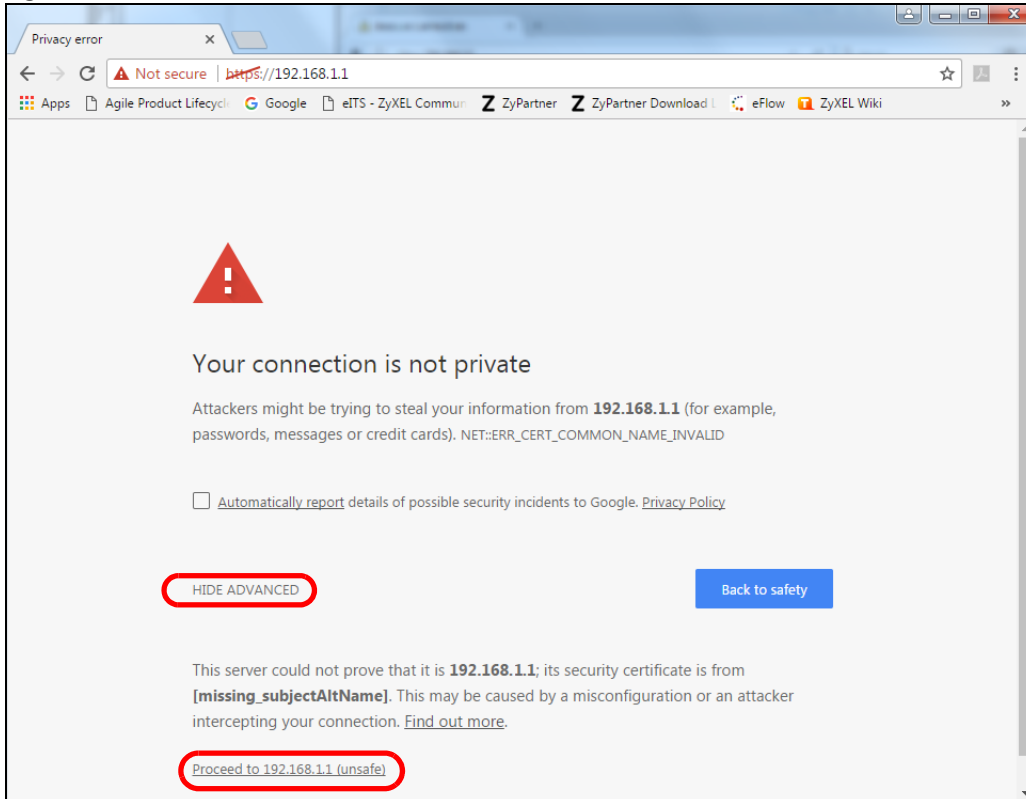 Privacy error
Not secure | https://192.168.1.1
Apps Agile Product Lifecycl Google eITS - ZyXEL Commun ZyPartner ZyPartner Download eFlow ZyXEL Wiki »
Your connection is not private
Attackers might be trying to steal your information from 192.168.1.1 (for example,
passwords, messages or credit cards). NET::ERR_CERT_COMMON_NAME_INVALID
Automatically report details of possible security incidents to Google. Privacy Policy
HIDE ADVANCED
Back to safety
This server could not prove that it is 192.168.1.1; its security certificate is from
[missing_subjectAltName]. This may be caused by a misconfiguration or an attacker
intercepting your connection. Find out more.
Proceed to 192.168.1.1 (unsafe)